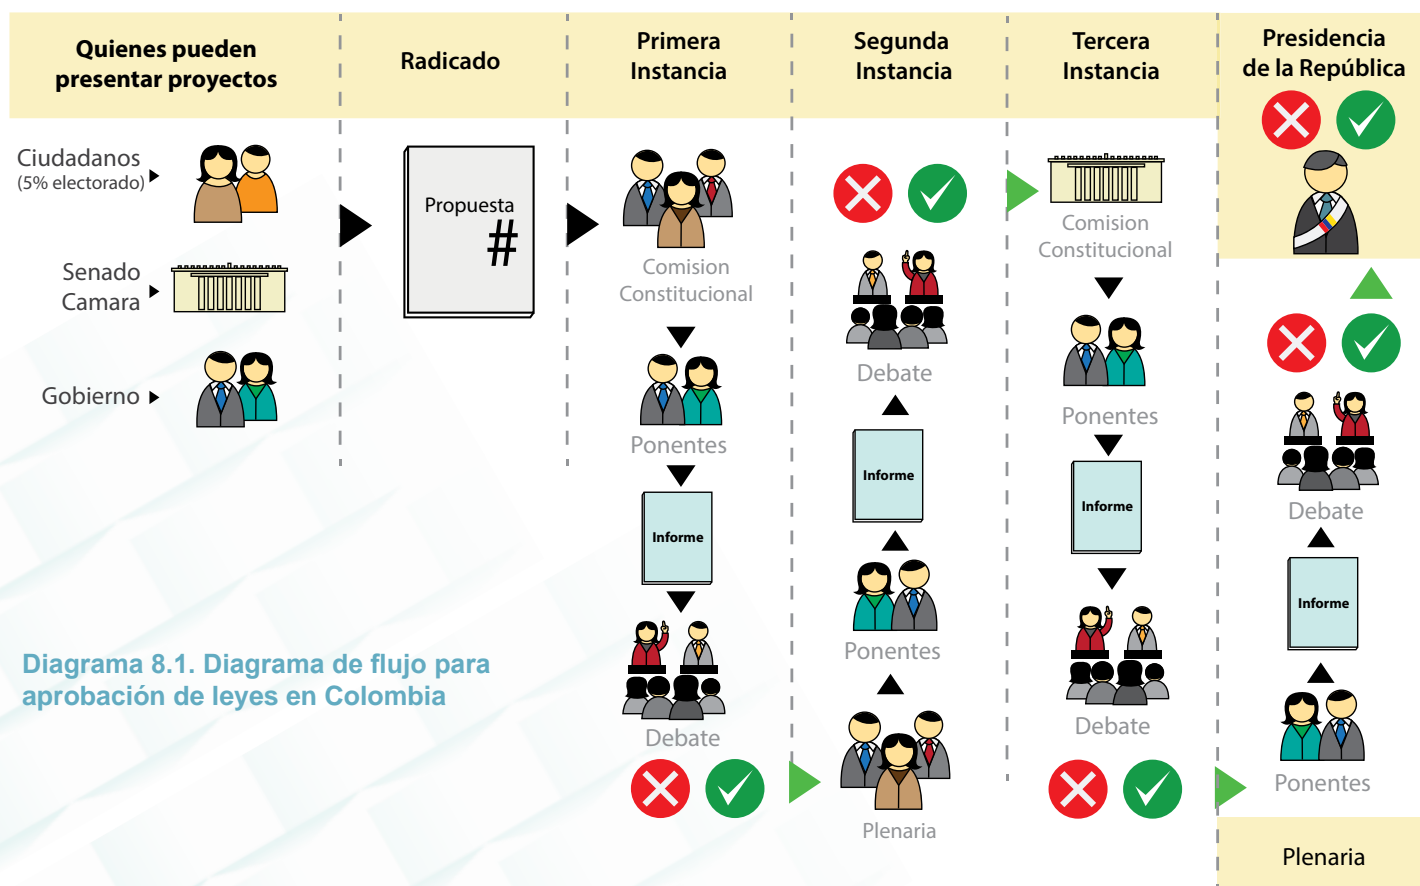 Quienes pueden
presentar proyectos
Radicado
Primera
Instancia
Segunda
Instancia
Tercera
Instancia
Presidencia
de la República
Ciudadanos
(5% electorado)
Senado
Camara
Gobierno
Propuesta
#
Comision
Constitucional
Ponentes
Informe
Debate
Debate
Informe
Ponentes
Plenaria
Comision
Constitucional
Ponentes
Informe
Debate
Debate
Informe
Ponentes
Plenaria
Diagrama 8.1. Diagrama de flujo para
aprobación de leyes en Colombia